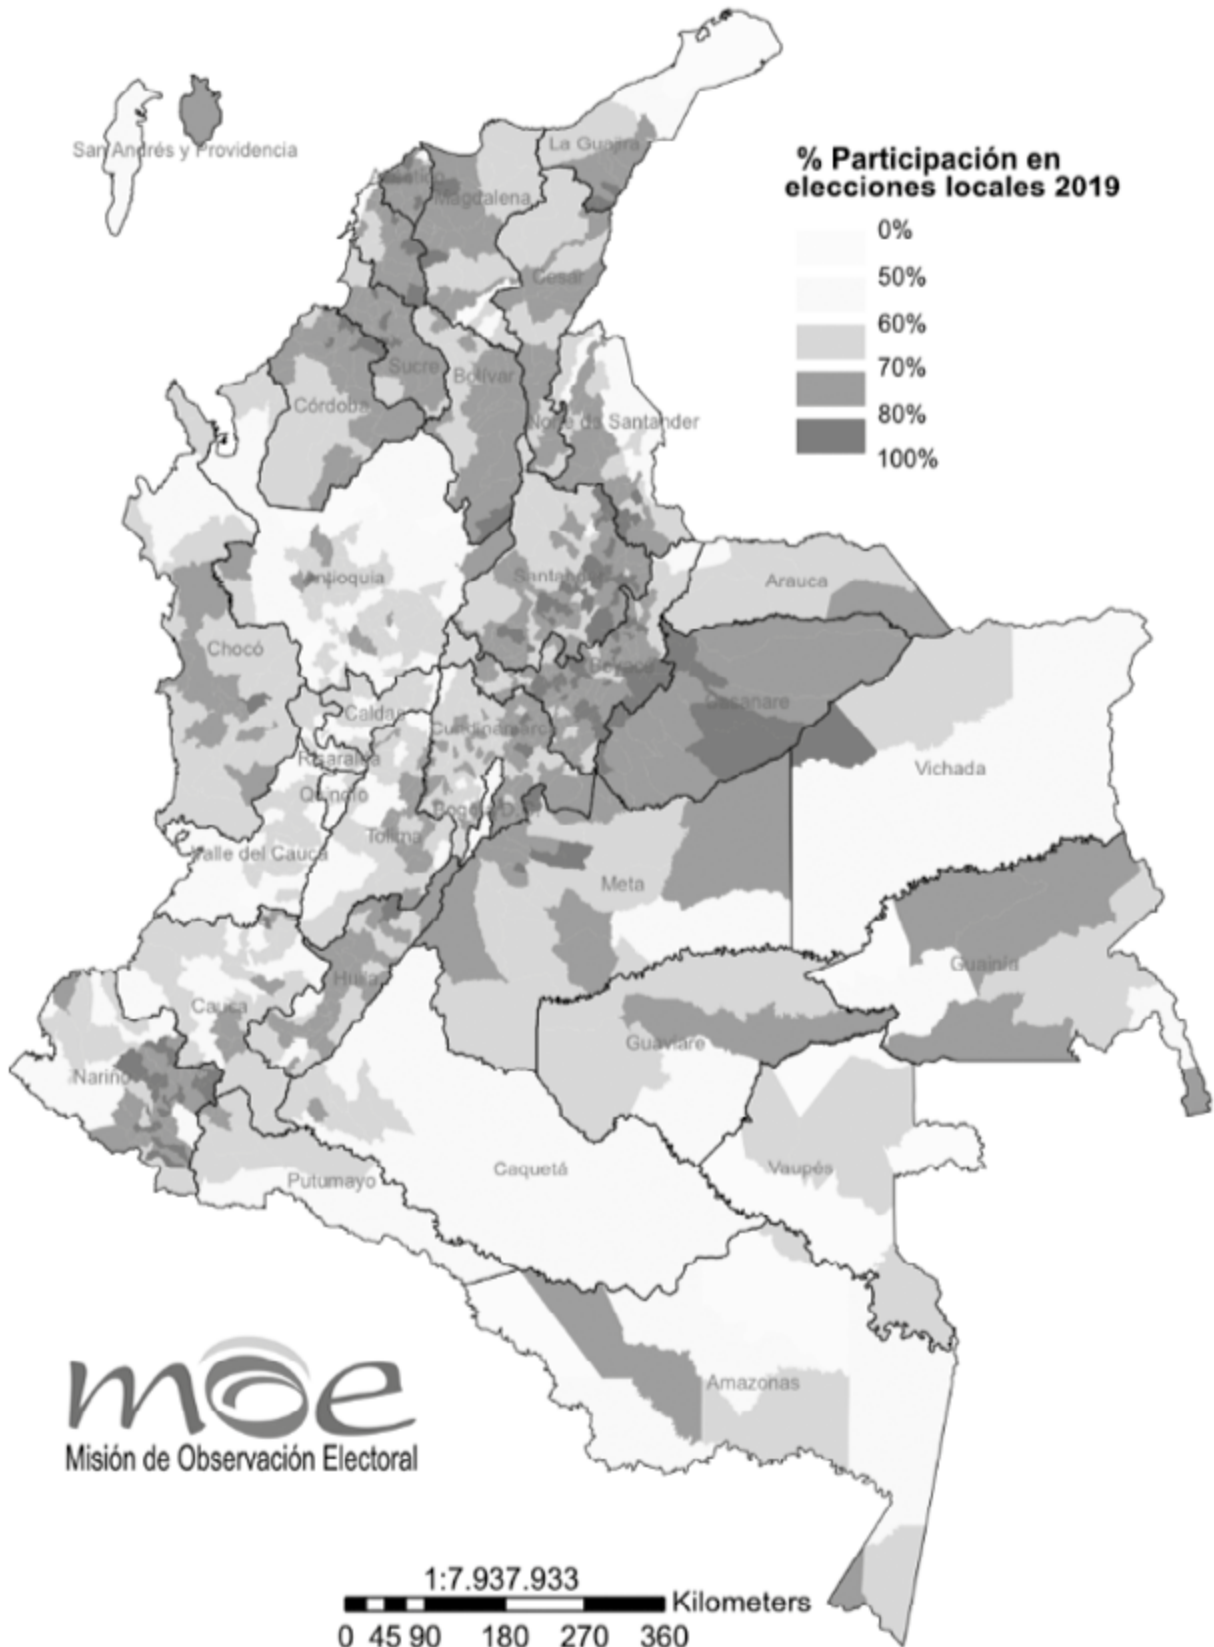 San Andrés y Providencia
La Guajira
% Participación en
elecciones locales 2019
Atlántico
Magdalena
0%
50%
60%
70%
80%
100%
Cesar
Sucre
Bolívar
Córdoba
Norte de Santander
Antioquia
Santander
Arauca
Chocó
Boyacá
Casanare
Caldas
Cundinamarca
Risaralda
Vichada
Quindío
Bogotá D.C.
Tolima
Valle del Cauca
Meta
Huila
Guainía
Cauca
Guaviare
Nariño
Caquetá
Vaupés
Putumayo
Amazonas
moe
Misión de Observación Electoral
1:7.937.933
Kilometers
0 45 90 180 270 360